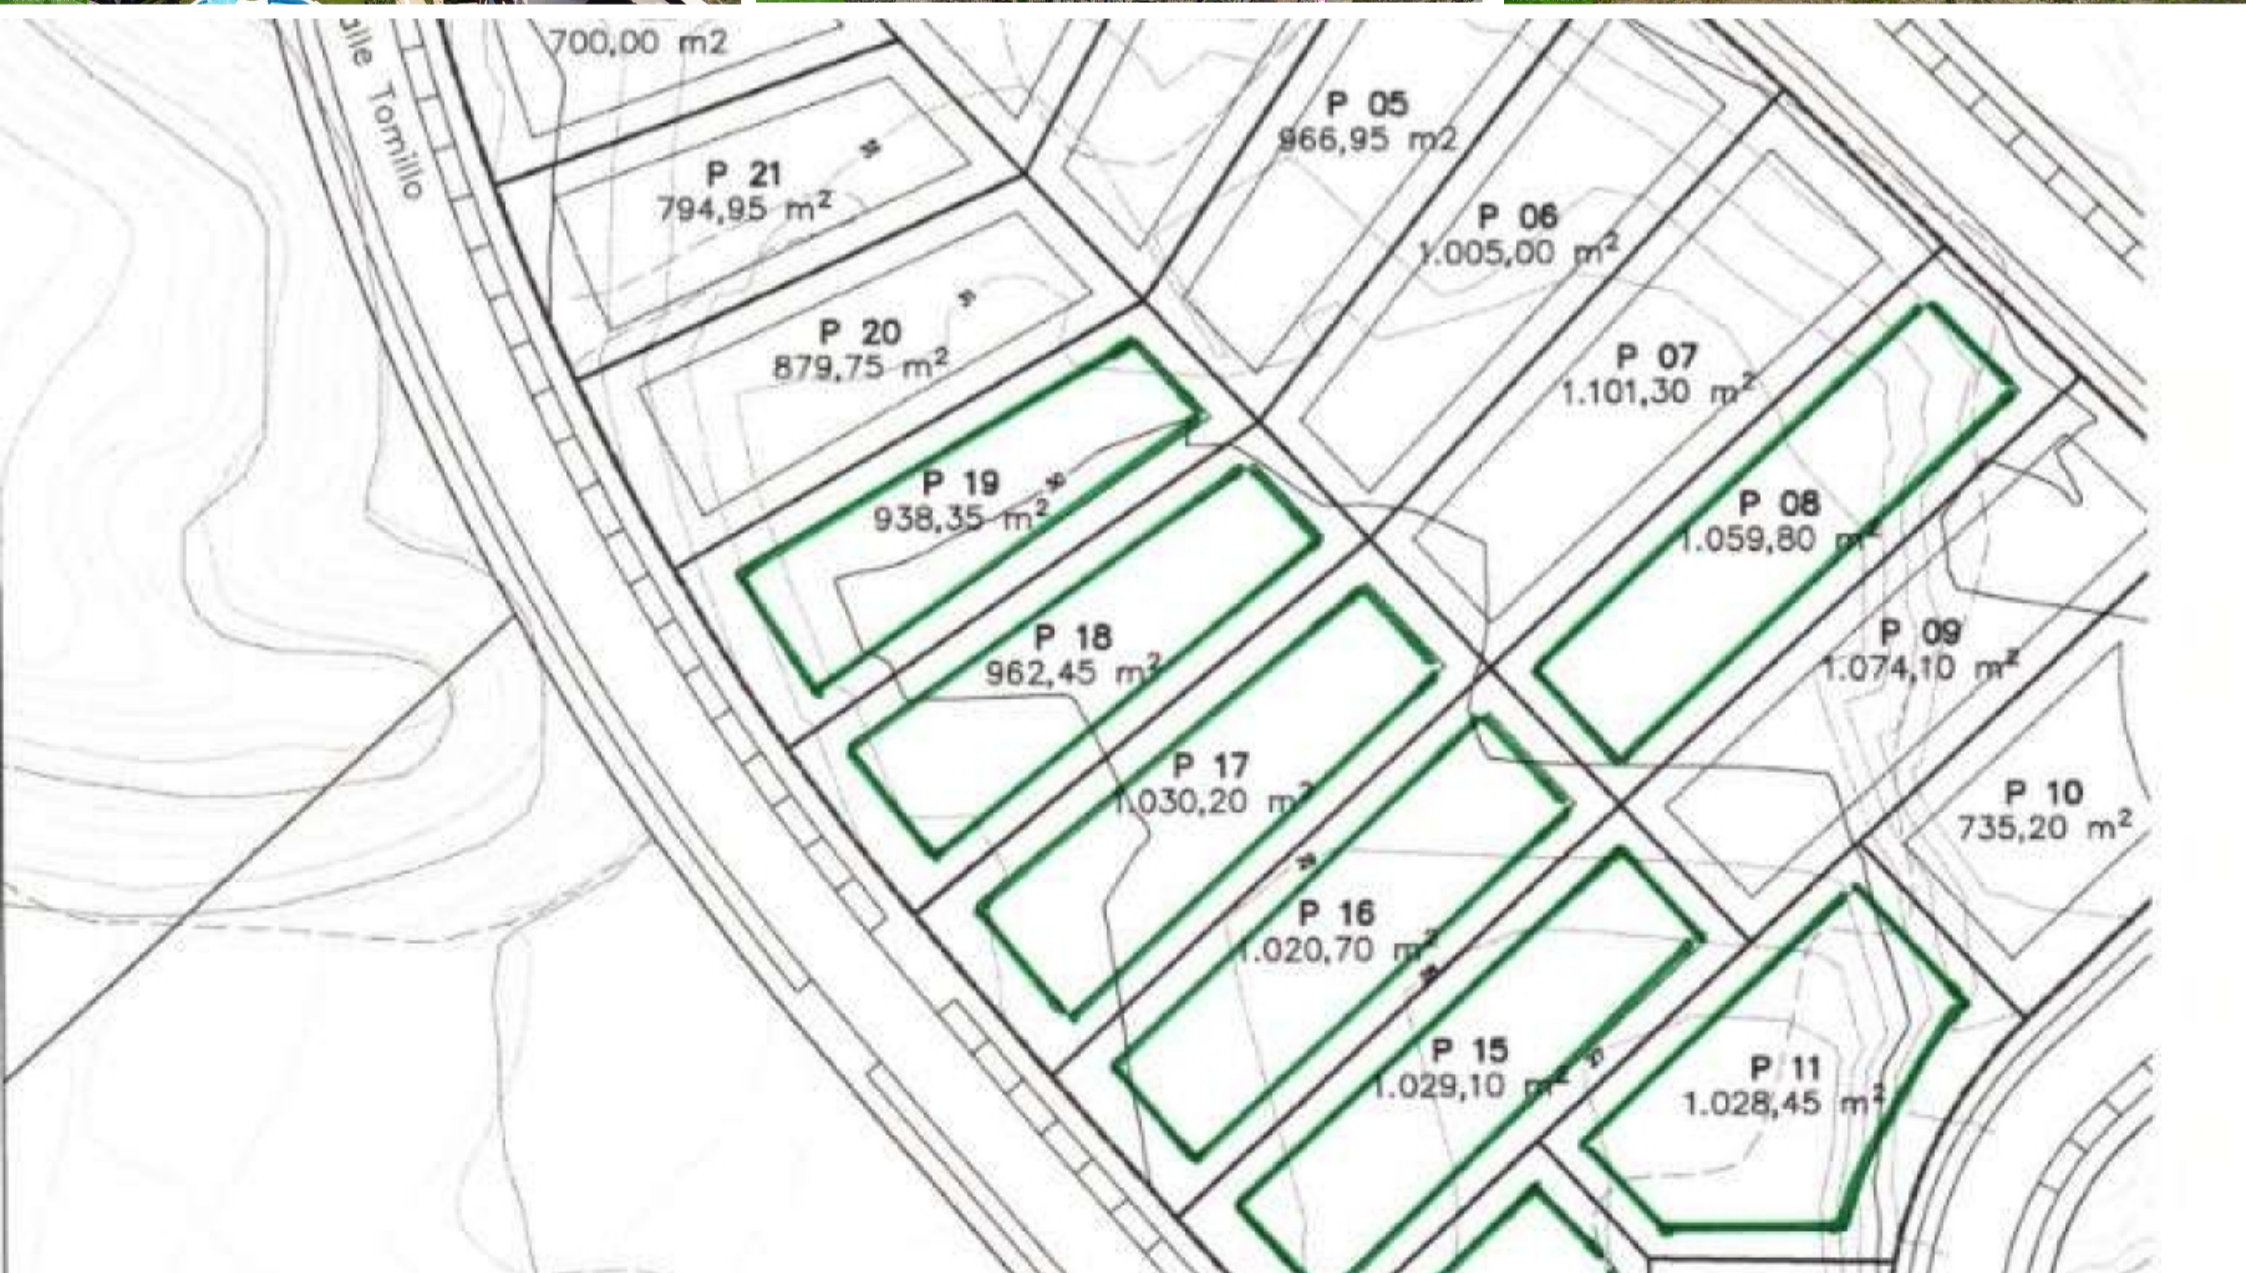 700,00 m2
alle Tomillo
P 05
966,95 m2
P 21
794,95 m²
P 06
1.005,00 m²
P 20
879,75 m²
P 07
1.101,30 m²
P 19
938,35 m²
P 08
1.059,80 m²
P 18
962,45 m²
P 09
1.074,10 m²
P 17
1.030,20 m²
P 10
735,20 m²
P 16
1.020,70 m²
P 15
1.029,10 m²
P 11
1.028,45 m²